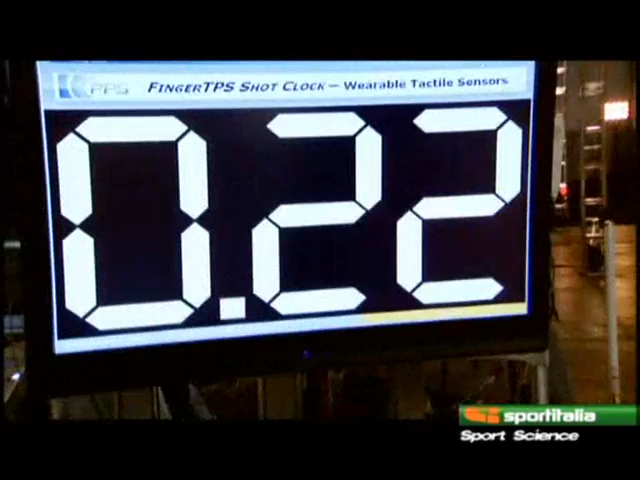 PPS FINGERTPS SHOT CLOCK — Wearable Tactile Sensors
0.22
sportitalia
Sport Science